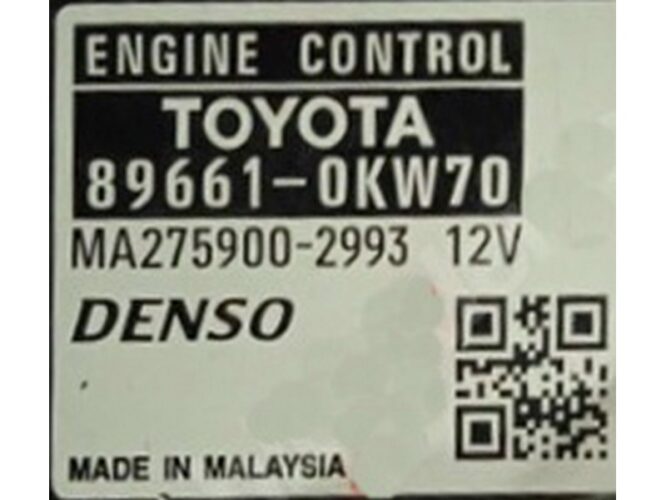 ENGINE CONTROL
TOYOTA
89661-0KW70
MA275900-2993 12V
DENSO
MADE IN MALAYSIA